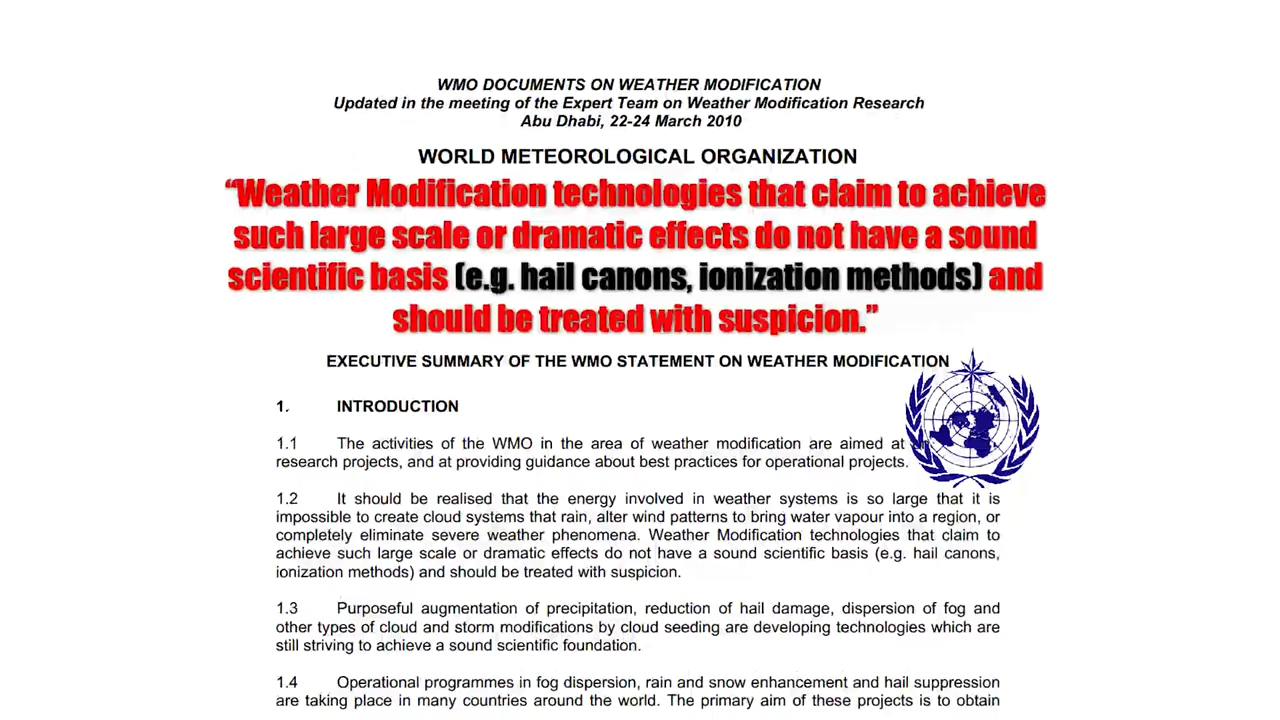 WMO DOCUMENTS ON WEATHER MODIFICATION
Updated in the meeting of the Expert Team on Weather Modification Research
Abu Dhabi, 22-24 March 2010
WORLD METEOROLOGICAL ORGANIZATION
“Weather Modification technologies that claim to achieve
such large scale or dramatic effects do not have a sound
scientific basis (e.g. hail canons, ionization methods) and
should be treated with suspicion.”
EXECUTIVE SUMMARY OF THE WMO STATEMENT ON WEATHER MODIFICATION
1. INTRODUCTION
1.1 The activities of the WMO in the area of weather modification are aimed at
research projects, and at providing guidance about best practices for operational projects.
1.2 It should be realised that the energy involved in weather systems is so large that it is
impossible to create cloud systems that rain, alter wind patterns to bring water vapour into a region, or
completely eliminate severe weather phenomena. Weather Modification technologies that claim to
achieve such large scale or dramatic effects do not have a sound scientific basis (e.g. hail canons,
ionization methods) and should be treated with suspicion.
1.3 Purposeful augmentation of precipitation, reduction of hail damage, dispersion of fog and
other types of cloud and storm modifications by cloud seeding are developing technologies which are
still striving to achieve a sound scientific foundation.
1.4 Operational programmes in fog dispersion, rain and snow enhancement and hail suppression
are taking place in many countries around the world. The primary aim of these projects is to obtain